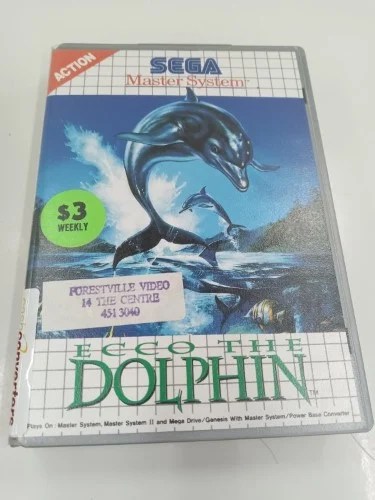 ACTION
SEGA
Master System
$3
WEEKLY
FORESTVILLE VIDEO
14 THE CENTRE
451 3040
ECCO THE
DOLPHIN™
Plays On : Master System, Master System II and Mega Drive/Genesis With Master System/Power Base Converter